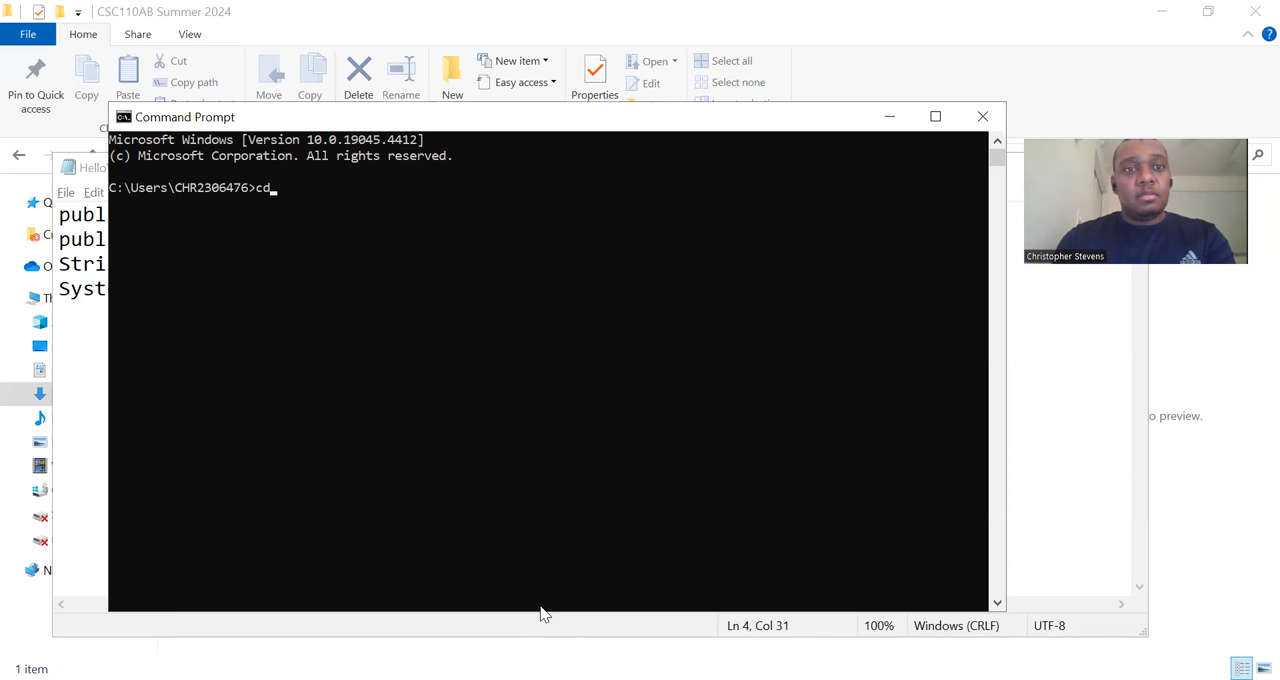 CSC110AB Summer 2024
File
Home
Share
View
Pin to Quick access
Copy
Paste
Cut
Copy path
Move
Copy
Delete
Rename
New
New item
Easy access
Properties
Open
Edit
Select all
Select none
Command Prompt
Microsoft Windows [Version 10.0.19045.4412]
(c) Microsoft Corporation. All rights reserved.
C:\Users\CHR2306476>cd
Hello
File Edit
publ
publ
Stri
Syst
Christopher Stevens
o preview.
Ln 4, Col 31
100%
Windows (CRLF)
UTF-8
1 item